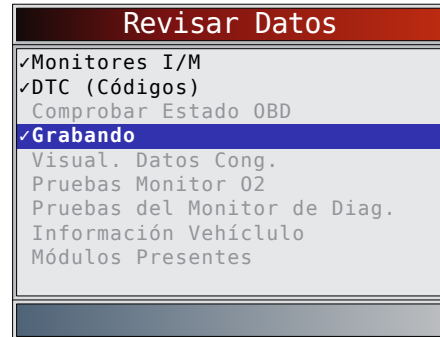 Revisar Datos
✓Monitores I/M
✓DTC (Códigos)
Comprobar Estado OBD
✓Grabando
Visual. Datos Cong.
Pruebas Monitor O2
Pruebas del Monitor de Diag.
Información Vehíclulo
Módulos Presentes